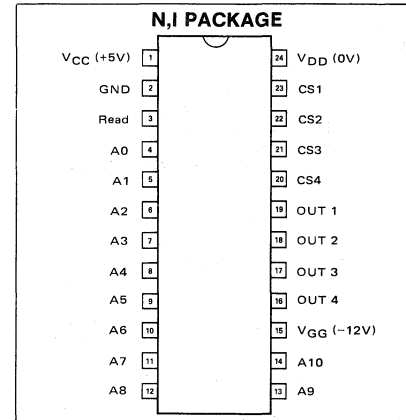 N,I PACKAGE
VCC (+5V) 1 24 VDD (0V)
GND 2 23 CS1
Read 3 22 CS2
A0 4 21 CS3
A1 5 20 CS4
A2 6 19 OUT 1
A3 7 18 OUT 2
A4 8 17 OUT 3
A5 9 16 OUT 4
A6 10 15 VGG (-12V)
A7 11 14 A10
A8 12 13 A9